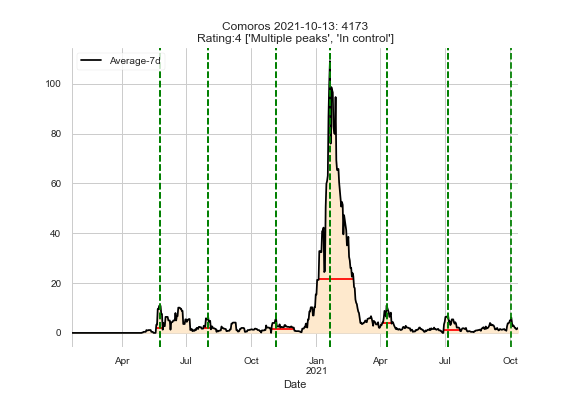 Comoros 2021-10-13: 4173
Rating:4 ['Multiple peaks', 'In control']
Average-7d
100
80
60
40
20
0
Apr Jul Oct Jan Apr Jul Oct
2021
Date